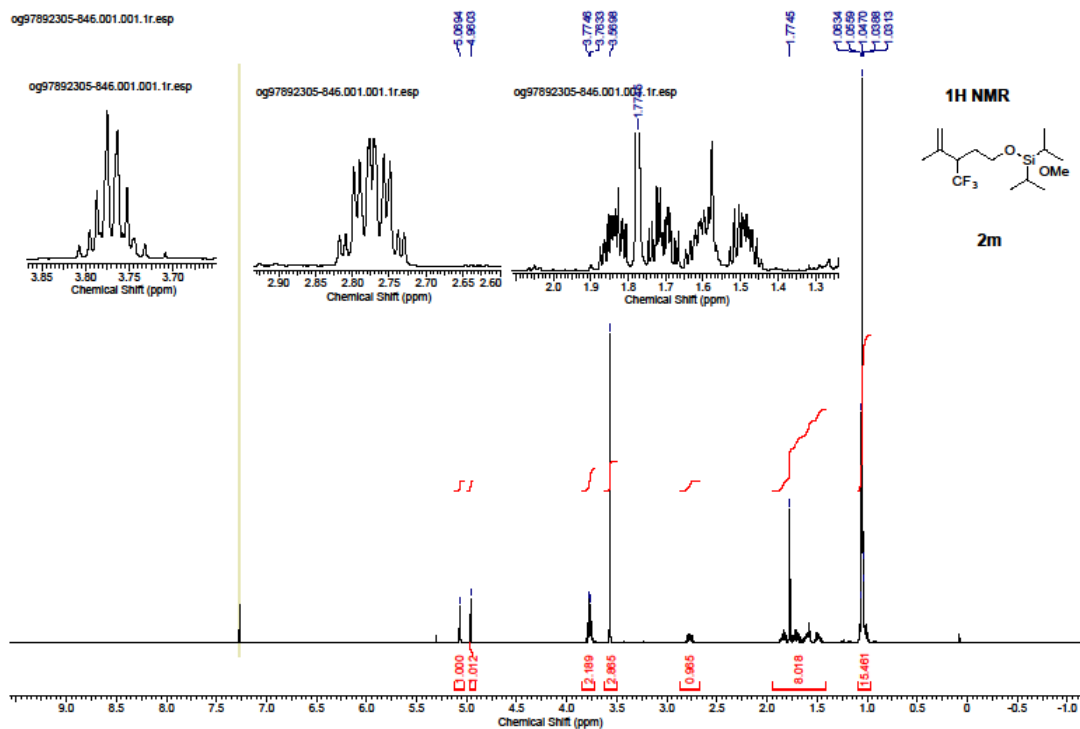 og97892305-846.001.001.1r.esp
5.0694
4.9603
3.7746
3.7633
3.5698
1.7745
1.0634
1.0559
1.0470
1.0388
1.0313
og97892305-846.001.001.1r.esp
3.85 3.80 3.75 3.70
Chemical Shift (ppm)
og97892305-846.001.001.1r.esp
2.90 2.85 2.80 2.75 2.70 2.65 2.60
Chemical Shift (ppm)
og97892305-846.001.001.1r.esp
1.7745
2.0 1.9 1.8 1.7 1.6 1.5 1.4 1.3
Chemical Shift (ppm)
1H NMR
O
Si
OMe
CF3
2m
1.000
1.012
2.189
2.865
0.965
8.018
15.461
9.0 8.5 8.0 7.5 7.0 6.5 6.0 5.5 5.0 4.5 4.0 3.5 3.0 2.5 2.0 1.5 1.0 0.5 0 -0.5 -1.0
Chemical Shift (ppm)